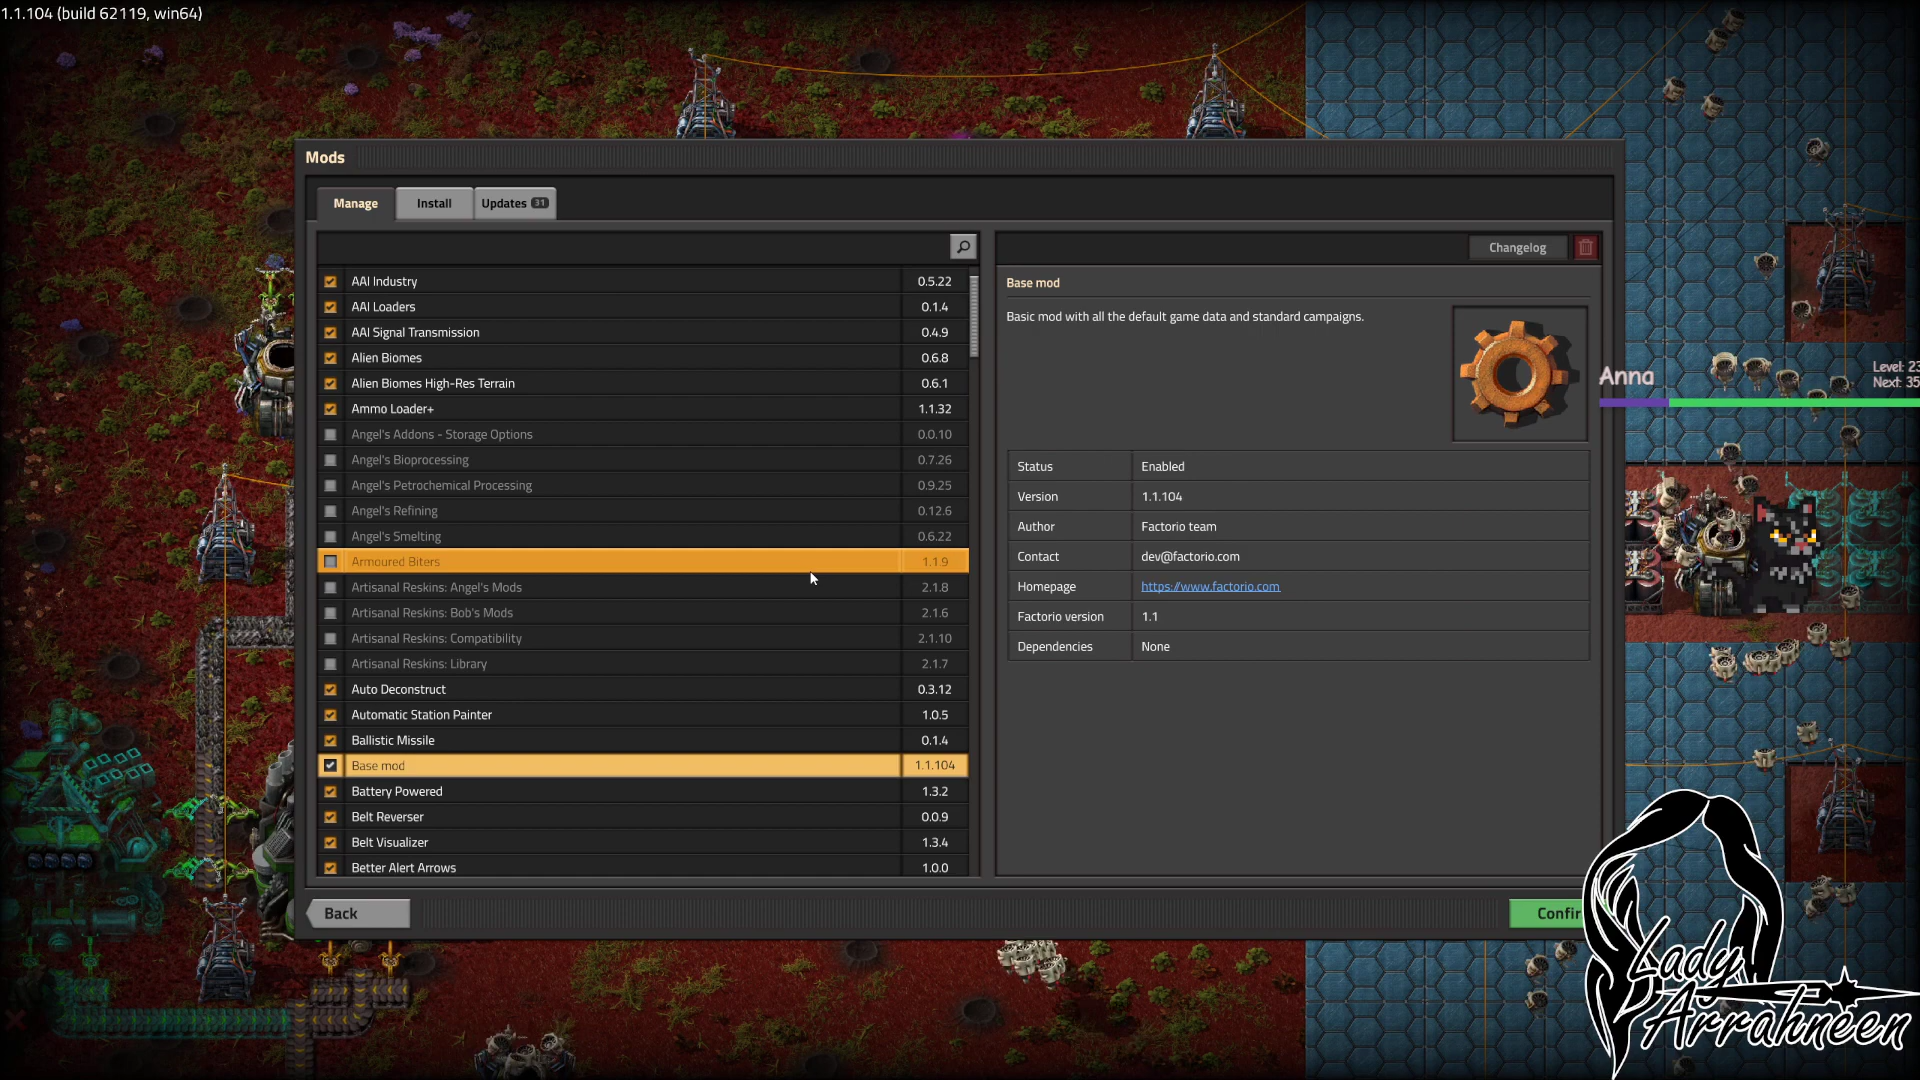 1.1.104 (build 62119, win64)
Mods
Manage
Install
Updates 31
Changelog
AAI Industry 0.5.22
AAI Loaders 0.1.4
AAI Signal Transmission 0.4.9
Alien Biomes 0.6.8
Alien Biomes High-Res Terrain 0.6.1
Ammo Loader+ 1.1.32
Angel's Addons - Storage Options 0.0.10
Angel's Bioprocessing 0.7.26
Angel's Petrochemical Processing 0.9.25
Angel's Refining 0.12.6
Angel's Smelting 0.6.22
Armoured Biters 1.1.9
Artisanal Reskins: Angel's Mods 2.1.8
Artisanal Reskins: Bob's Mods 2.1.6
Artisanal Reskins: Compatibility 2.1.10
Artisanal Reskins: Library 2.1.7
Auto Deconstruct 0.3.12
Automatic Station Painter 1.0.5
Ballistic Missile 0.1.4
Base mod 1.1.104
Battery Powered 1.3.2
Belt Reverser 0.0.9
Belt Visualizer 1.3.4
Better Alert Arrows 1.0.0
Base mod
Basic mod with all the default game data and standard campaigns.
Status Enabled
Version 1.1.104
Author Factorio team
Contact dev@factorio.com
Homepage https://www.factorio.com
Factorio version 1.1
Dependencies None
Back
Confir
Anna
Level: 23
Next: 35
Lady
Arrahneen